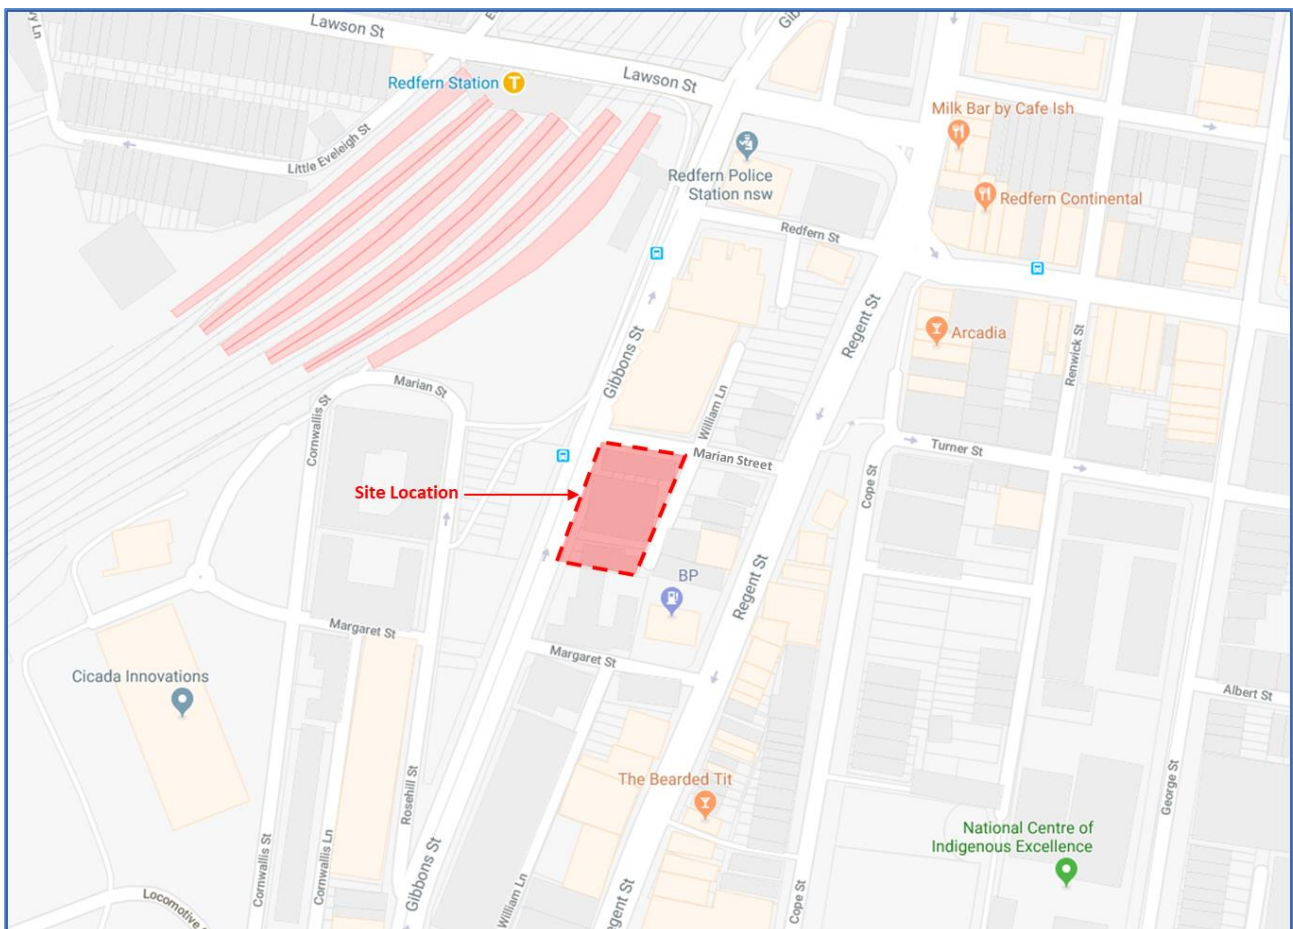 Lawson St
Gib
Lawson St
Redfern Station
T
Milk Bar by Cafe Ish
Little Eveleigh St
Redfern Police
Station nsw
Redfern Continental
Redfern St
Regent St
Arcadia
Renwick St
Gibbons St
Marian St
Cornwallis St
William Ln
Marian Street
Turner St
Cope St
Site Location
BP
Regent St
Margaret St
Margaret St
Cicada Innovations
Albert St
The Bearded Tit
Rosehill St
George St
National Centre of
Indigenous Excellence
Cornwallis St
Cornwallis Ln
Gibbons St
William Ln
egent St
Cope St
Locomotive